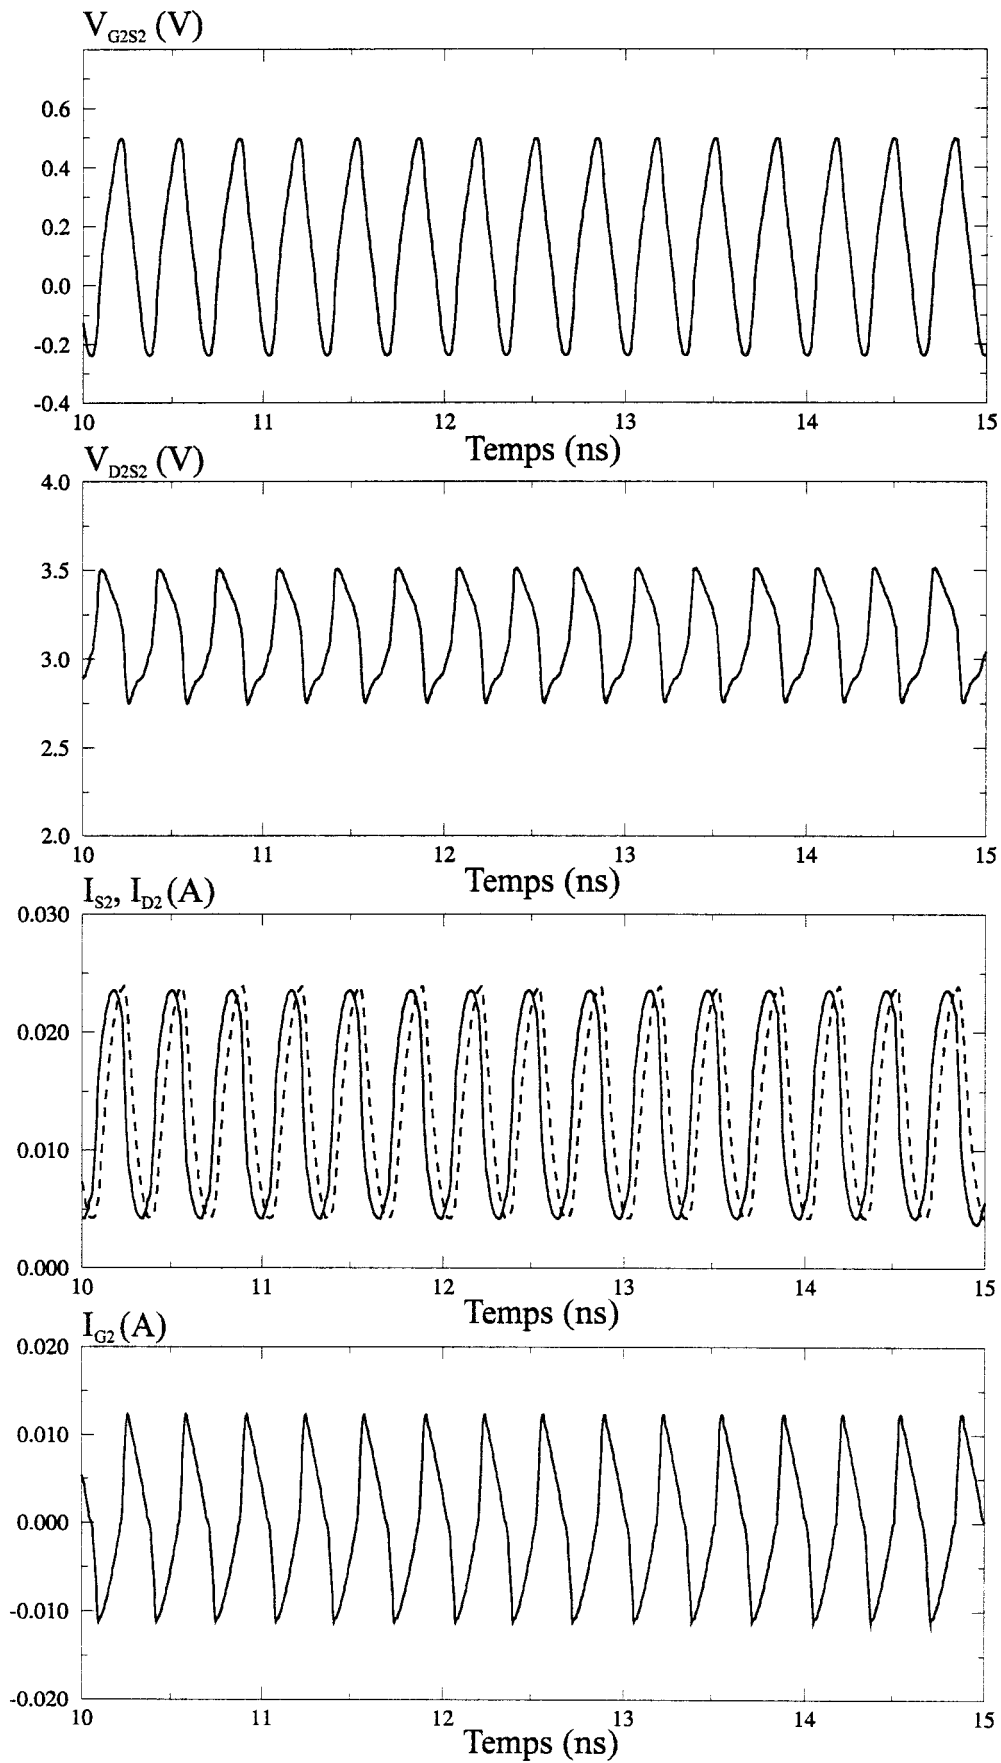 V_G2S2 (V)
0.6
0.4
0.2
0.0
-0.2
-0.4
10 11 12 13 14 15
Temps (ns)
V_D2S2 (V)
4.0
3.5
3.0
2.5
2.0
10 11 12 13 14 15
Temps (ns)
I_S2, I_D2 (A)
0.030
0.020
0.010
0.000
10 11 12 13 14 15
Temps (ns)
I_G2 (A)
0.020
0.010
0.000
-0.010
-0.020
10 11 12 13 14 15
Temps (ns)